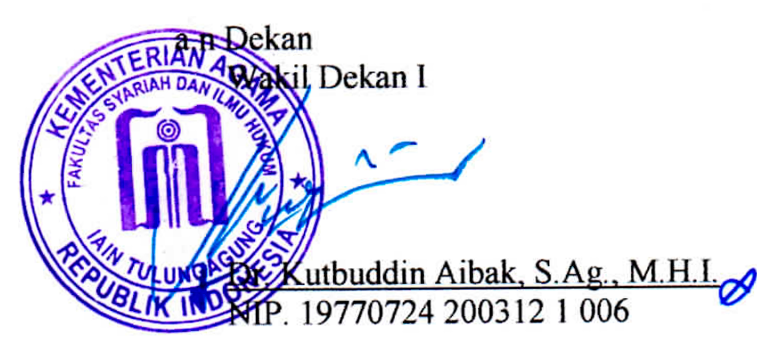 a.n Dekan
Wakil Dekan I
KEMENTERIAN AGAMA
FAKULTAS SYARIAH DAN ILMU HUKUM
IAIN TULUNGAGUNG
REPUBLIK INDONESIA
Dr. Kutbuddin Aibak, S.Ag., M.H.I.
NIP. 19770724 200312 1 006